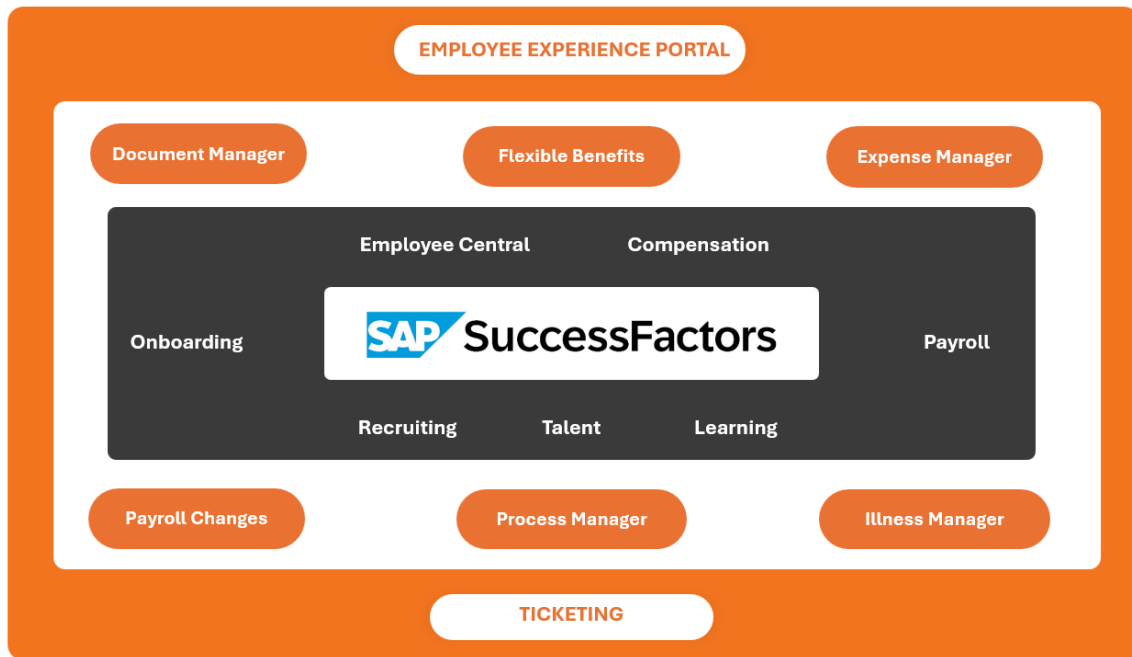 EMPLOYEE EXPERIENCE PORTAL
Document Manager
Flexible Benefits
Expense Manager
Employee Central
Compensation
Onboarding
SAP SuccessFactors
Payroll
Recruiting
Talent
Learning
Payroll Changes
Process Manager
Illness Manager
TICKETING